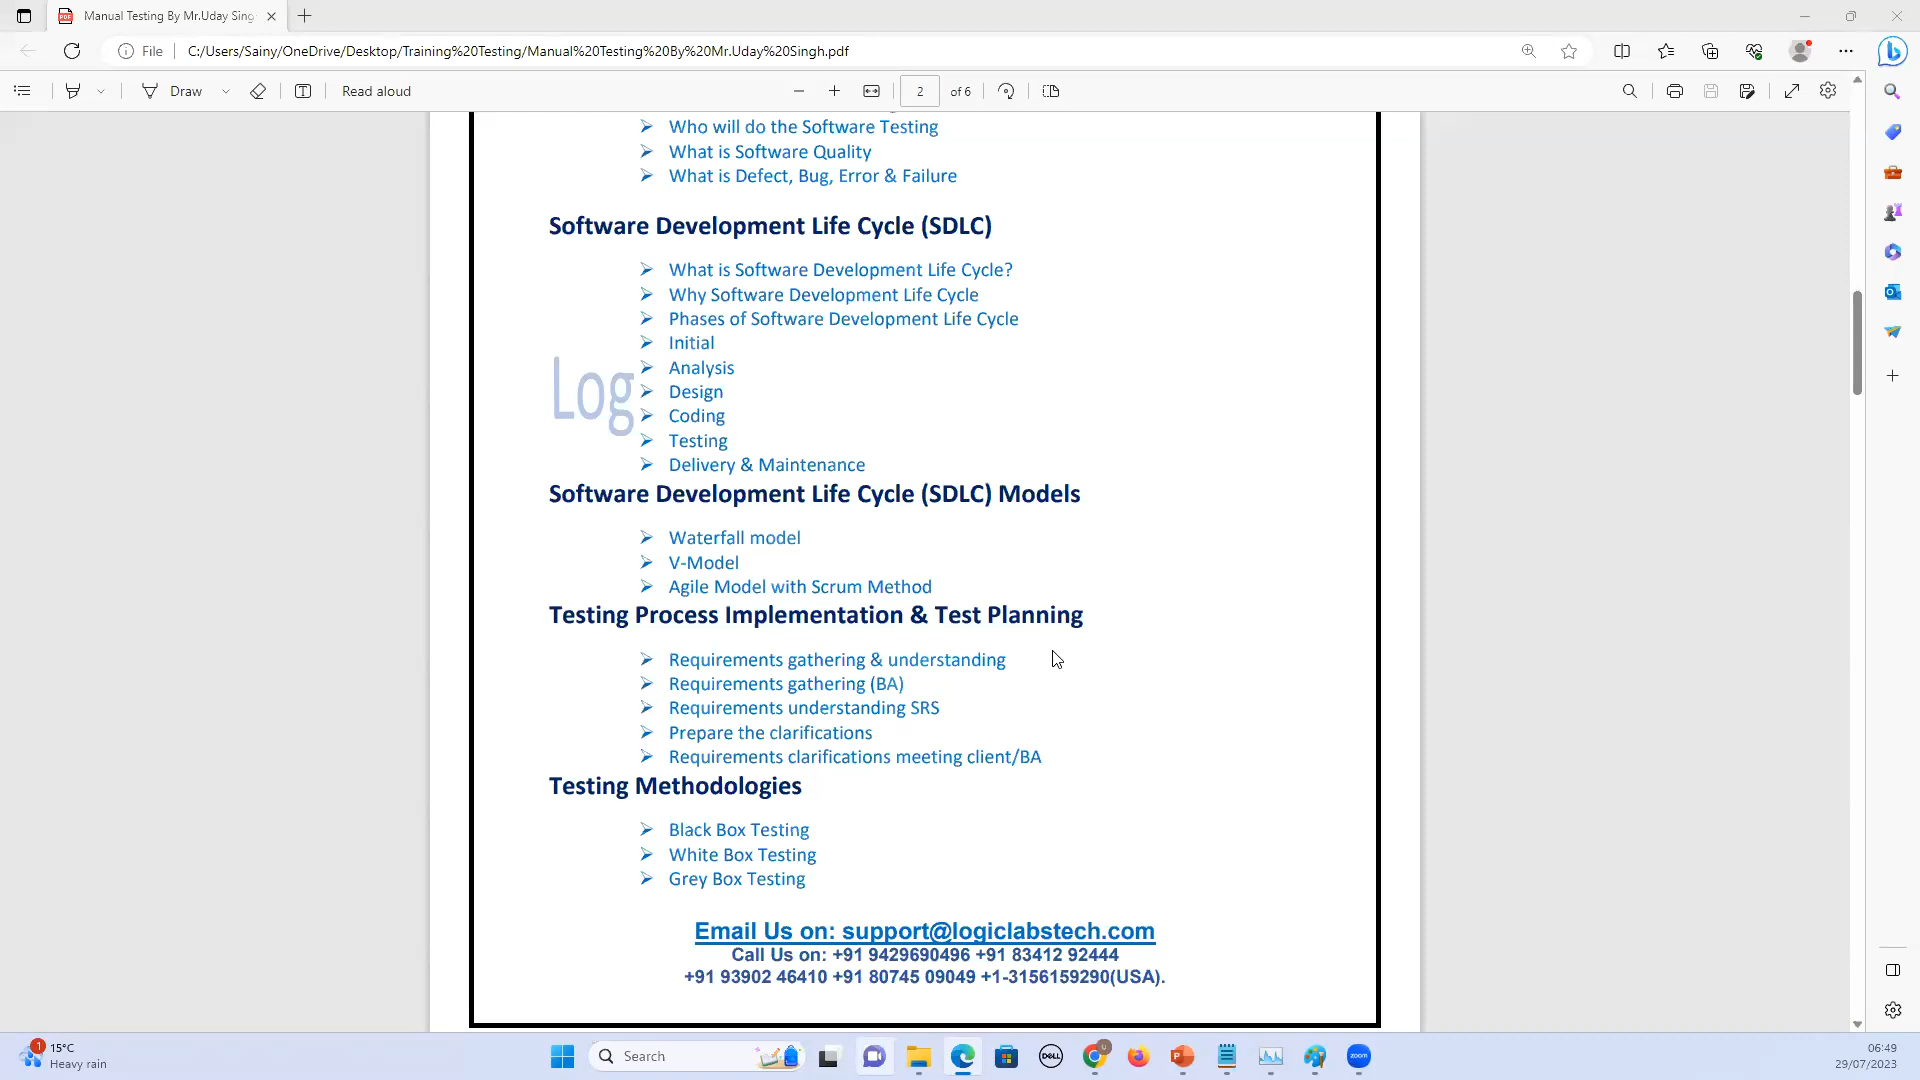 Manual Testing By Mr.Uday Sing
File
C:/Users/Sainy/OneDrive/Desktop/Training%20Testing/Manual%20Testing%20By%20Mr.Uday%20Singh.pdf
Draw
Read aloud
2
of 6
Who will do the Software Testing
What is Software Quality
What is Defect, Bug, Error & Failure
Software Development Life Cycle (SDLC)
What is Software Development Life Cycle?
Why Software Development Life Cycle
Phases of Software Development Life Cycle
Initial
Analysis
Design
Log
Coding
Testing
Delivery & Maintenance
Software Development Life Cycle (SDLC) Models
Waterfall model
V-Model
Agile Model with Scrum Method
Testing Process Implementation & Test Planning
Requirements gathering & understanding
Requirements gathering (BA)
Requirements understanding SRS
Prepare the clarifications
Requirements clarifications meeting client/BA
Testing Methodologies
Black Box Testing
White Box Testing
Grey Box Testing
Email Us on: support@logiclabstech.com
Call Us on: +91 9429690496 +91 83412 92444
+91 93902 46410 +91 80745 09049 +1-3156159290(USA).
1
15°C
Heavy rain
Search
DELL
U
zoom
06:49
29/07/2023